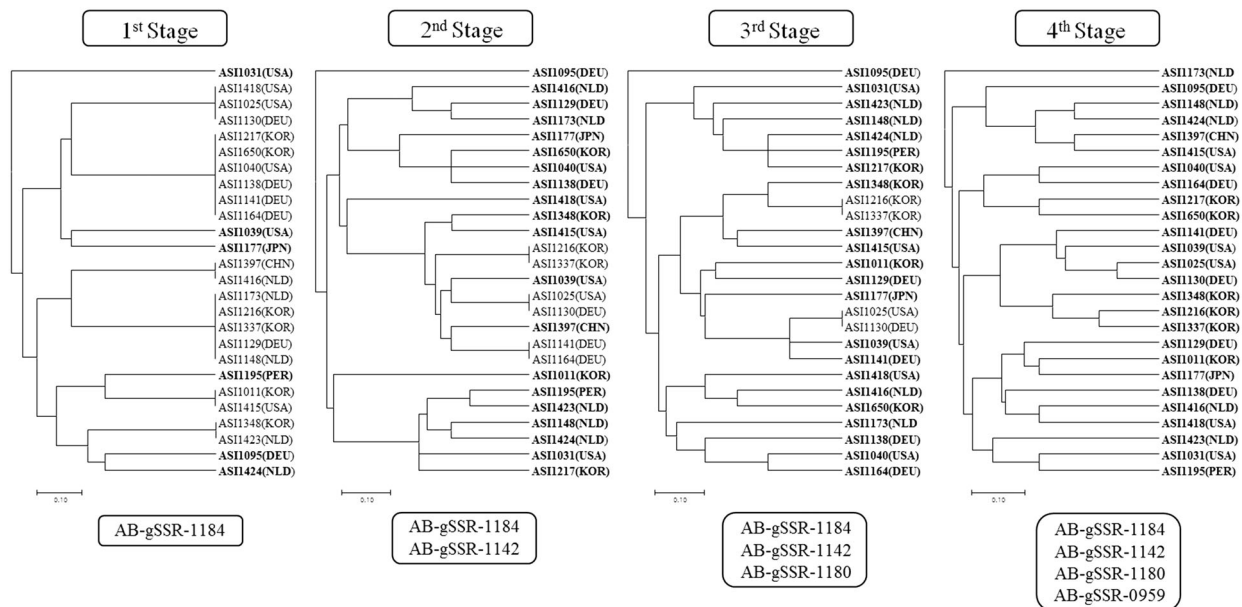 1st Stage
ASI1031(USA)
ASI1418(USA)
ASI1025(USA)
ASI1130(DEU)
ASI1217(KOR)
ASI1650(KOR)
ASI1040(USA)
ASI1138(DEU)
ASI1141(DEU)
ASI1164(DEU)
ASI1039(USA)
ASI1177(JPN)
ASI1397(CHN)
ASI1416(NLD)
ASI1173(NLD)
ASI1216(KOR)
ASI1337(KOR)
ASI1129(DEU)
ASI1148(NLD)
ASI1195(PER)
ASI1011(KOR)
ASI1415(USA)
ASI1348(KOR)
ASI1423(NLD)
ASI1095(DEU)
ASI1424(NLD)
0.10
AB-gSSR-1184
2nd Stage
ASI1095(DEU)
ASI1416(NLD)
ASI1129(DEU)
ASI1173(NLD
ASI1177(JPN)
ASI1650(KOR)
ASI1040(USA)
ASI1138(DEU)
ASI1418(USA)
ASI1348(KOR)
ASI1415(USA)
ASI1216(KOR)
ASI1337(KOR)
ASI1039(USA)
ASI1025(USA)
ASI1130(DEU)
ASI1397(CHN)
ASI1141(DEU)
ASI1164(DEU)
ASI1011(KOR)
ASI1195(PER)
ASI1423(NLD)
ASI1148(NLD)
ASI1424(NLD)
ASI1031(USA)
ASI1217(KOR)
0.10
AB-gSSR-1184
AB-gSSR-1142
3rd Stage
ASI1095(DEU)
ASI1031(USA)
ASI1423(NLD)
ASI1148(NLD)
ASI1424(NLD)
ASI1195(PER)
ASI1217(KOR)
ASI1348(KOR)
ASI1216(KOR)
ASI1337(KOR)
ASI1397(CHN)
ASI1415(USA)
ASI1011(KOR)
ASI1129(DEU)
ASI1177(JPN)
ASI1025(USA)
ASI1130(DEU)
ASI1039(USA)
ASI1141(DEU)
ASI1418(USA)
ASI1416(NLD)
ASI1650(KOR)
ASI1173(NLD
ASI1138(DEU)
ASI1040(USA)
ASI1164(DEU)
0.10
AB-gSSR-1184
AB-gSSR-1142
AB-gSSR-1180
4th Stage
ASI1173(NLD
ASI1095(DEU)
ASI1148(NLD)
ASI1424(NLD)
ASI1397(CHN)
ASI1415(USA)
ASI1040(USA)
ASI1164(DEU)
ASI1217(KOR)
ASI1650(KOR)
ASI1141(DEU)
ASI1039(USA)
ASI1025(USA)
ASI1130(DEU)
ASI1348(KOR)
ASI1216(KOR)
ASI1337(KOR)
ASI1129(DEU)
ASI1011(KOR)
ASI1177(JPN)
ASI1138(DEU)
ASI1416(NLD)
ASI1418(USA)
ASI1423(NLD)
ASI1031(USA)
ASI1195(PER)
0.10
AB-gSSR-1184
AB-gSSR-1142
AB-gSSR-1180
AB-gSSR-0959